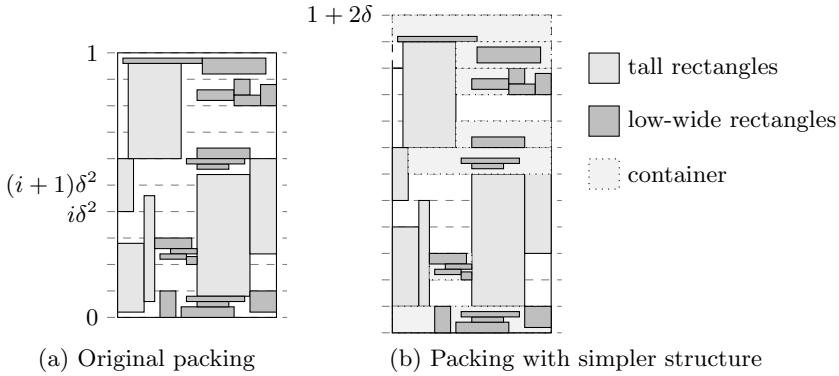 1 + 2δ
1
tall rectangles
low-wide rectangles
(i + 1)δ²
container
iδ²
0
(a) Original packing
(b) Packing with simpler structure